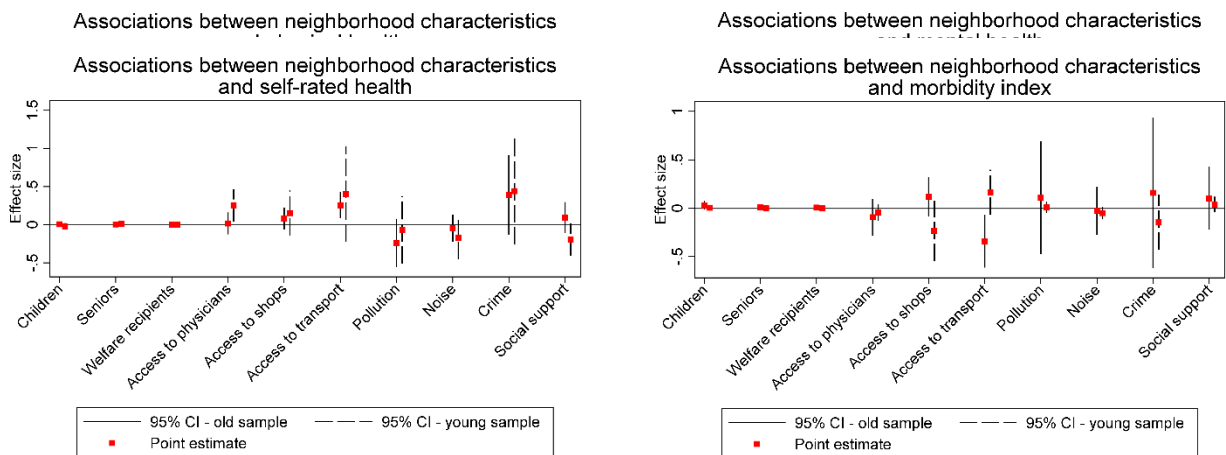 Associations between neighborhood characteristics
Associations between neighborhood characteristics
and self-rated health
Effect size
1.5
1
.5
0
-.5
Children
Seniors
Welfare recipients
Access to physicians
Access to shops
Access to transport
Pollution
Noise
Crime
Social support
95% CI - old sample
95% CI - young sample
Point estimate
Associations between neighborhood characteristics
and mental health
Associations between neighborhood characteristics
and morbidity index
Effect size
1
.5
0
-.5
Children
Seniors
Welfare recipients
Access to physicians
Access to shops
Access to transport
Pollution
Noise
Crime
Social support
95% CI - old sample
95% CI - young sample
Point estimate